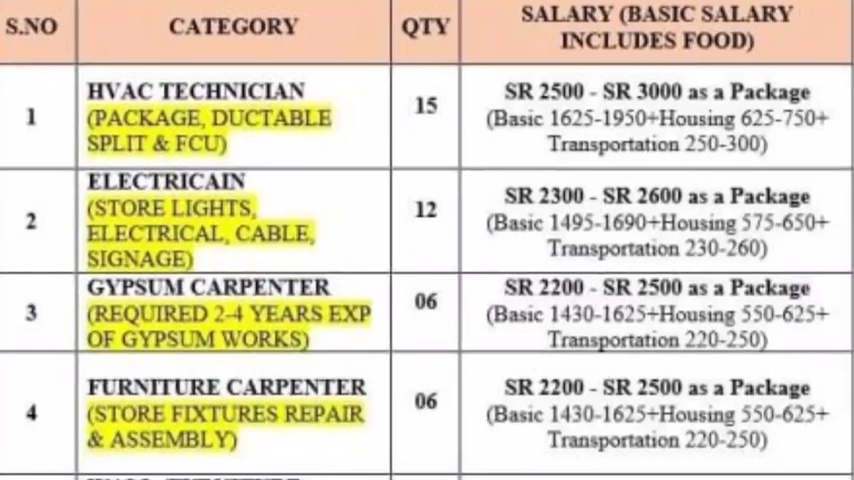 S.NO
CATEGORY
QTY
SALARY (BASIC SALARY
INCLUDES FOOD)
1
HVAC TECHNICIAN
(PACKAGE, DUCTABLE
SPLIT & FCU)
15
SR 2500 - SR 3000 as a Package
(Basic 1625-1950+Housing 625-750+
Transportation 250-300)
2
ELECTRICAIN
(STORE LIGHTS,
ELECTRICAL, CABLE,
SIGNAGE)
12
SR 2300 - SR 2600 as a Package
(Basic 1495-1690+Housing 575-650+
Transportation 230-260)
3
GYPSUM CARPENTER
(REQUIRED 2-4 YEARS EXP
OF GYPSUM WORKS)
06
SR 2200 - SR 2500 as a Package
(Basic 1430-1625+Housing 550-625+
Transportation 220-250)
4
FURNITURE CARPENTER
(STORE FIXTURES REPAIR
& ASSEMBLY)
06
SR 2200 - SR 2500 as a Package
(Basic 1430-1625+Housing 550-625+
Transportation 220-250)